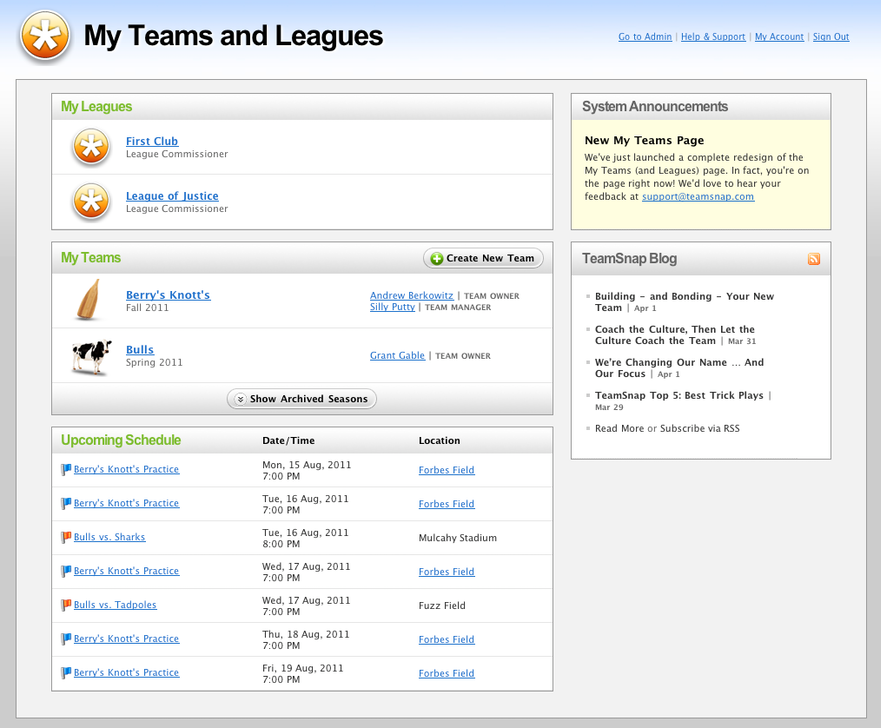 My Teams and Leagues
Go to Admin | Help & Support | My Account | Sign Out
My Leagues
First Club
League Commissioner
League of Justice
League Commissioner
My Teams
Create New Team
Berry's Knott's
Fall 2011
Andrew Berkowitz | TEAM OWNER
Silly Putty | TEAM MANAGER
Bulls
Spring 2011
Grant Gable | TEAM OWNER
Show Archived Seasons
Upcoming Schedule Date/Time Location
Berry's Knott's Practice Mon, 15 Aug, 2011 Forbes Field
7:00 PM
Berry's Knott's Practice Tue, 16 Aug, 2011 Forbes Field
7:00 PM
Bulls vs. Sharks Tue, 16 Aug, 2011 Mulcahy Stadium
8:00 PM
Berry's Knott's Practice Wed, 17 Aug, 2011 Forbes Field
7:00 PM
Bulls vs. Tadpoles Wed, 17 Aug, 2011 Fuzz Field
7:00 PM
Berry's Knott's Practice Thu, 18 Aug, 2011 Forbes Field
7:00 PM
Berry's Knott's Practice Fri, 19 Aug, 2011 Forbes Field
7:00 PM
System Announcements
New My Teams Page
We've just launched a complete redesign of the
My Teams (and Leagues) page. In fact, you're on
the page right now! We'd love to hear your
feedback at support@teamsnap.com
TeamSnap Blog
Building - and Bonding - Your New
Team | Apr 1
Coach the Culture, Then Let the
Culture Coach the Team | Mar 31
We're Changing Our Name ... And
Our Focus | Apr 1
TeamSnap Top 5: Best Trick Plays |
Mar 29
Read More or Subscribe via RSS